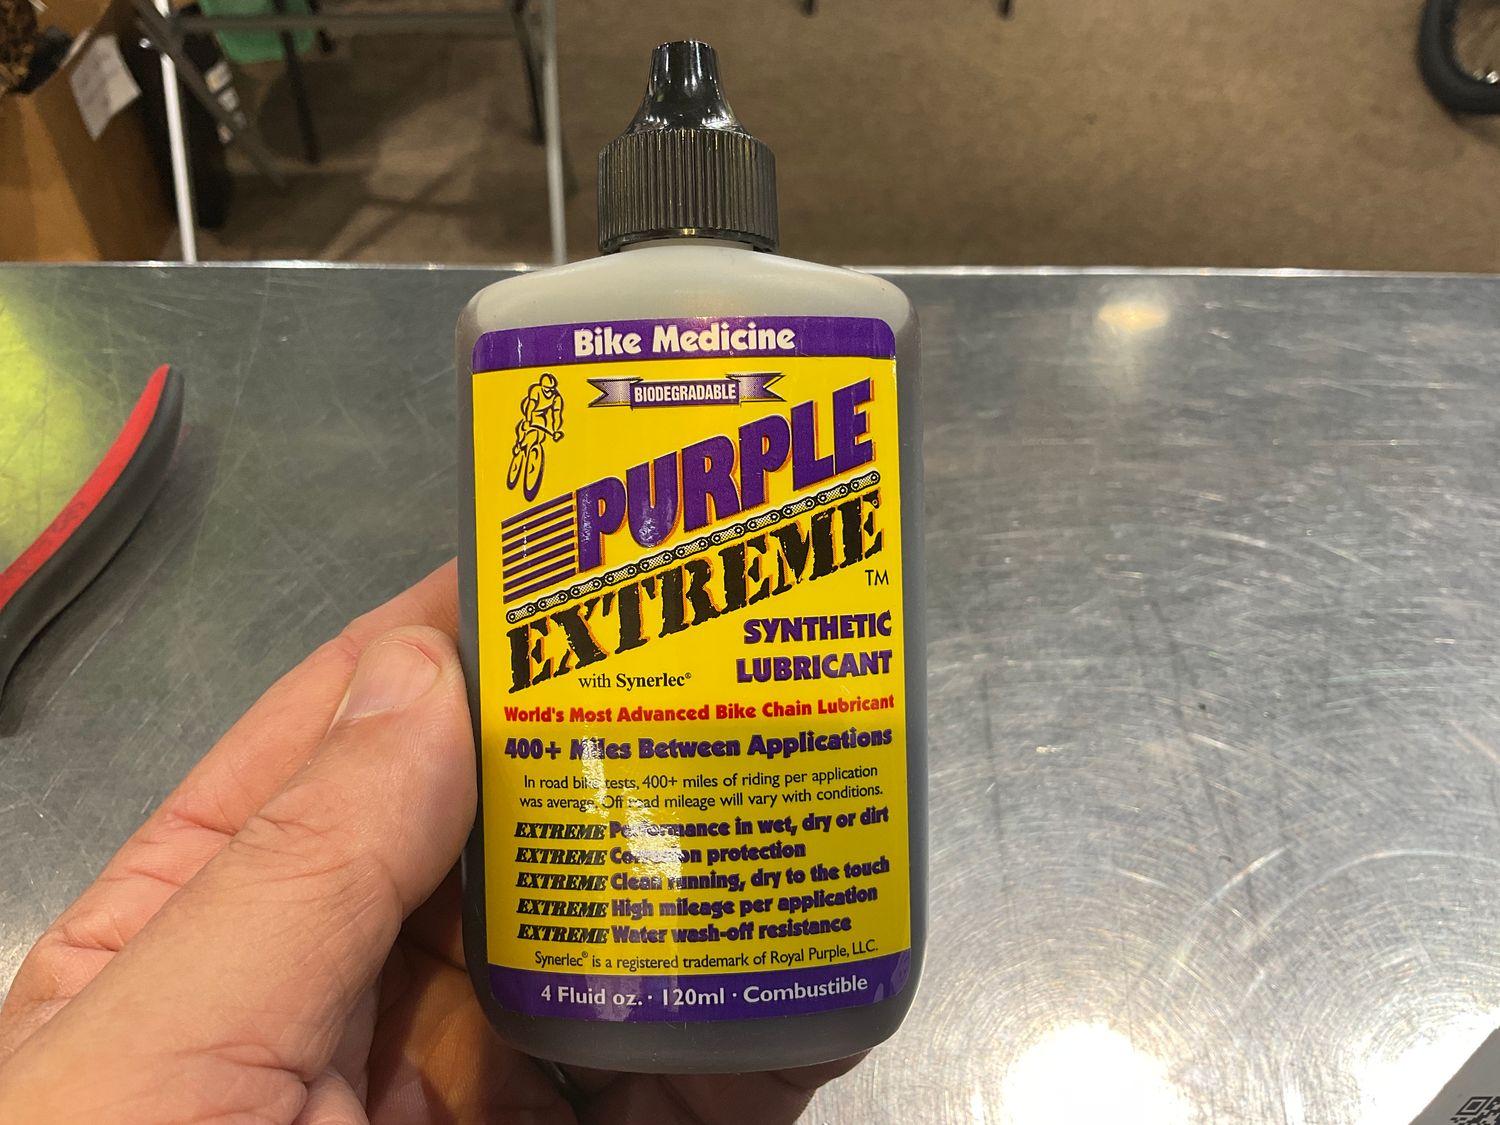 Bike Medicine
BIODEGRADABLE
PURPLE
EXTREME™
SYNTHETIC
LUBRICANT
with Synerlec®
World's Most Advanced Bike Chain Lubricant
400+ Miles Between Applications
In road bike tests, 400+ miles of riding per application
was average. Off road mileage will vary with conditions.
EXTREME Performance in wet, dry or dirt
EXTREME Corrosion protection
EXTREME Clean running, dry to the touch
EXTREME High mileage per application
EXTREME Water wash-off resistance
Synerlec® is a registered trademark of Royal Purple, LLC.
4 Fluid oz. · 120ml · Combustible